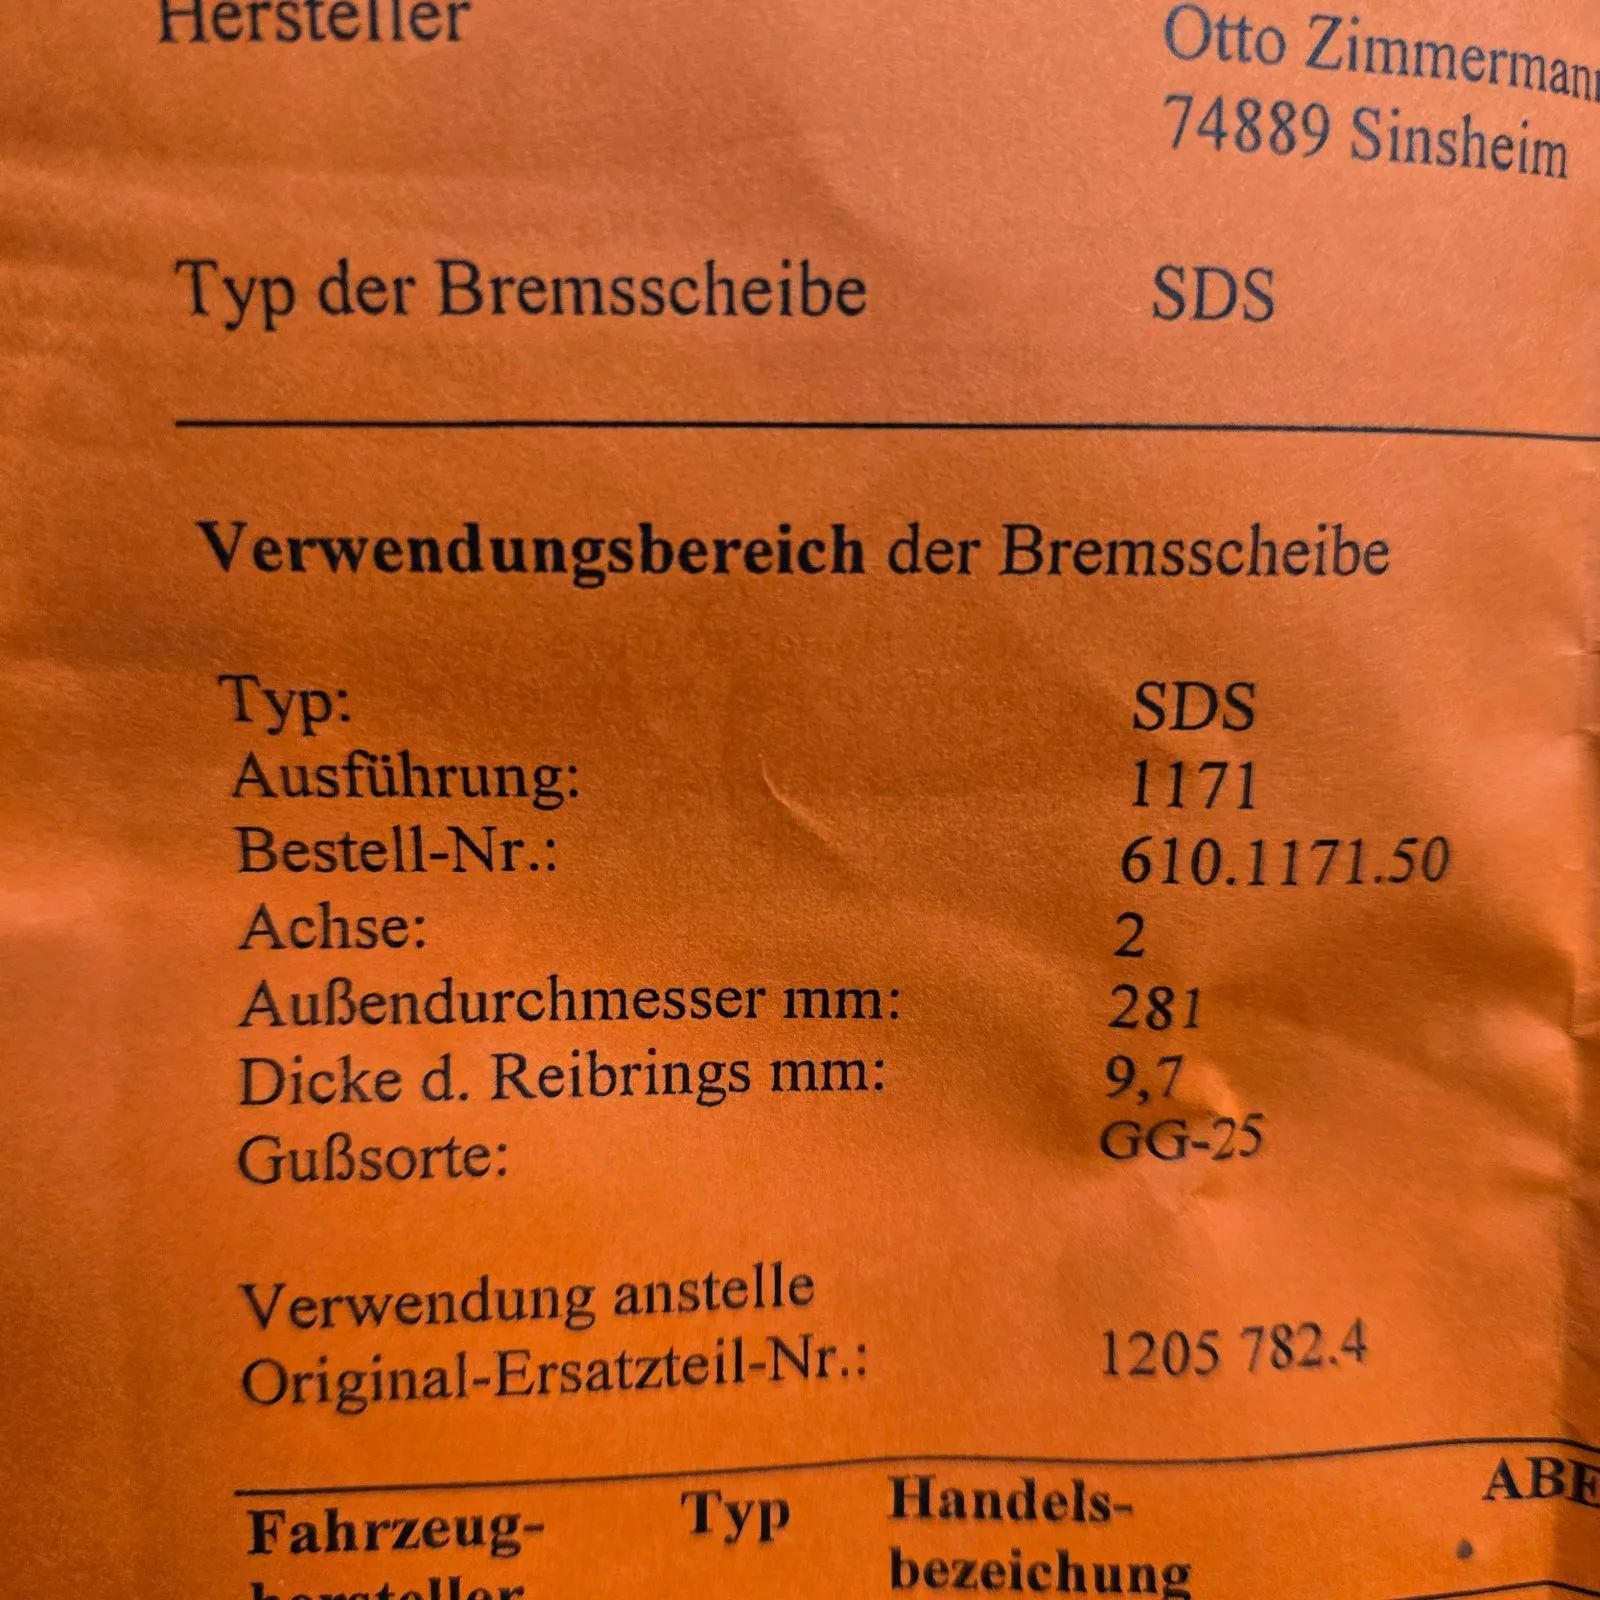 Hersteller
Otto Zimmermann
74889 Sinsheim
Typ der Bremsscheibe SDS
Verwendungsbereich der Bremsscheibe
Typ: SDS
Ausführung: 1171
Bestell-Nr.: 610.1171.50
Achse: 2
Außendurchmesser mm: 281
Dicke d. Reibrings mm: 9,7
Gußsorte: GG-25
Verwendung anstelle
Original-Ersatzteil-Nr.: 1205 782.4
Fahrzeug- Typ Handels- ABE
hersteller bezeichnung